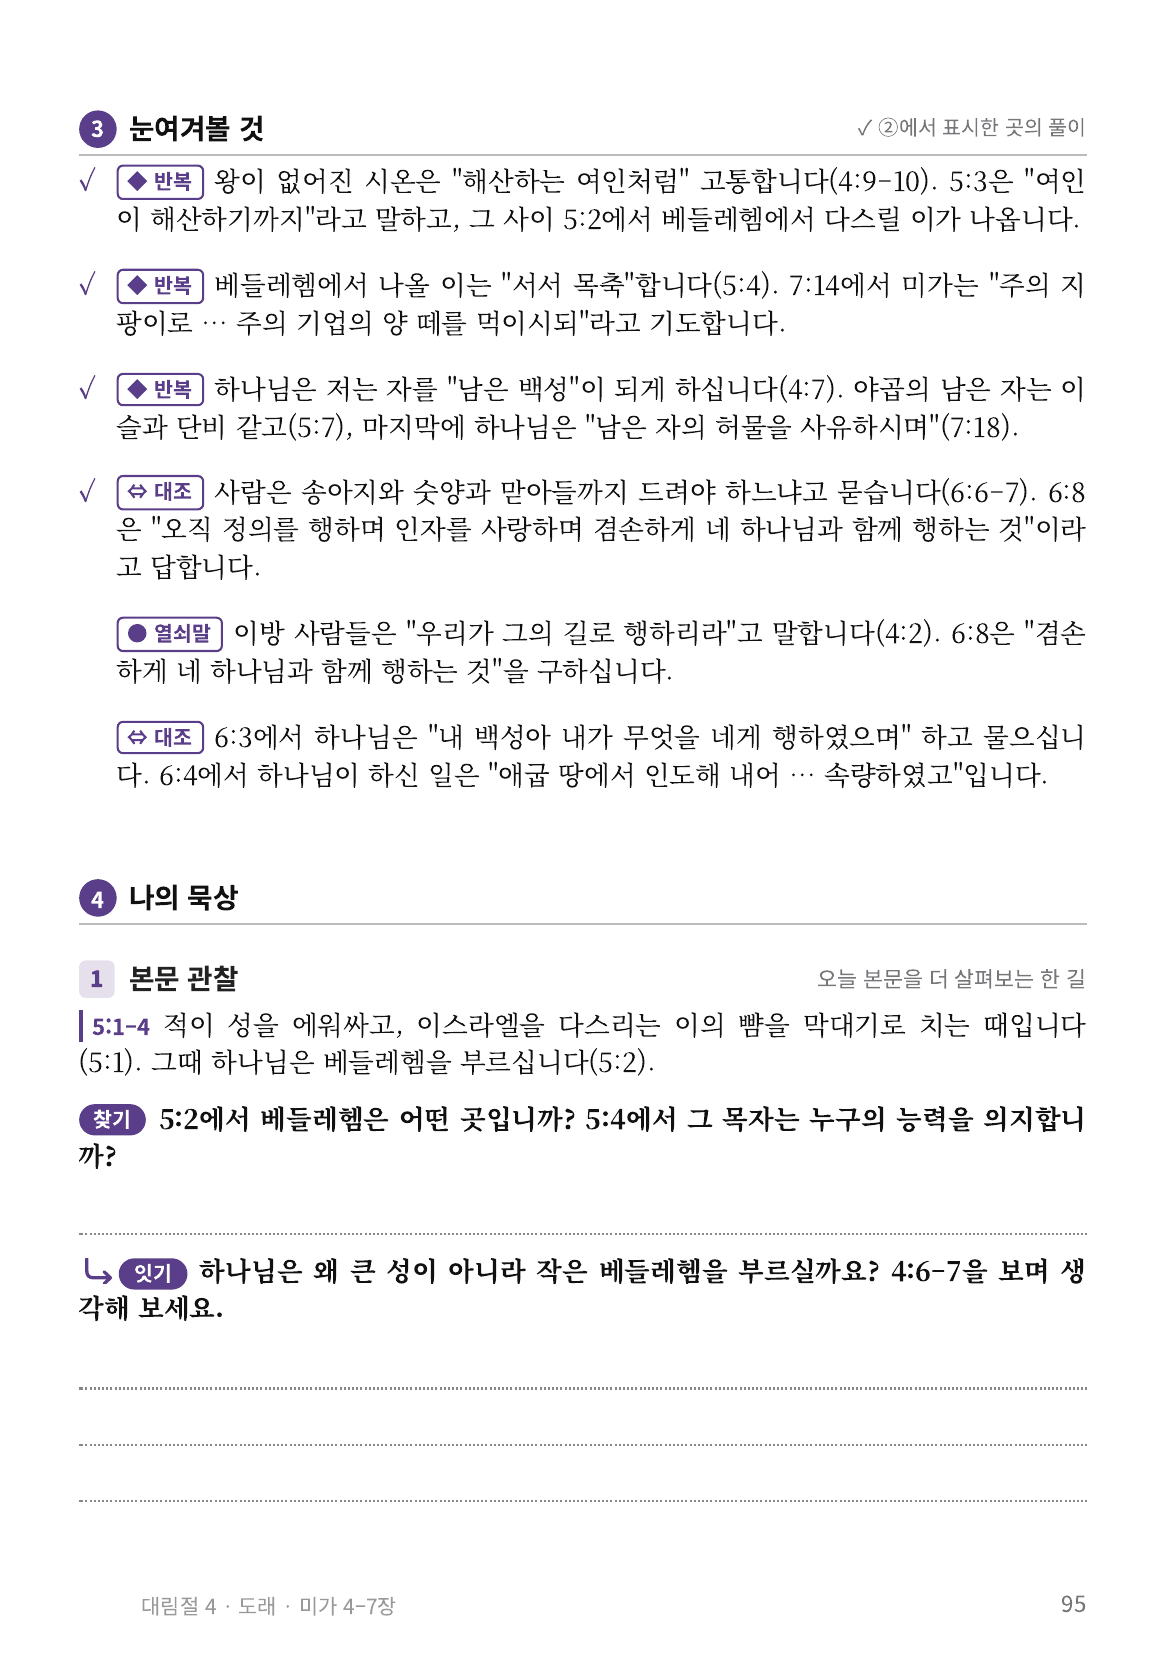 3 눈여겨볼 것 ✓ ②에서 표시한 곳의 풀이
✓ ◆ 반복 왕이 없어진 시온은 "해산하는 여인처럼" 고통합니다(4:9–10). 5:3은 "여인
이 해산하기까지"라고 말하고, 그 사이 5:2에서 베들레헴에서 다스릴 이가 나옵니다.
✓ ◆ 반복 베들레헴에서 나올 이는 "서서 목축"합니다(5:4). 7:14에서 미가는 "주의 지
팡이로 … 주의 기업의 양 떼를 먹이시되"라고 기도합니다.
✓ ◆ 반복 하나님은 저는 자를 "남은 백성"이 되게 하십니다(4:7). 야곱의 남은 자는 이
슬과 단비 같고(5:7), 마지막에 하나님은 "남은 자의 허물을 사유하시며"(7:18).
✓ ⇔ 대조 사람은 송아지와 숫양과 맏아들까지 드려야 하느냐고 묻습니다(6:6–7). 6:8
은 "오직 정의를 행하며 인자를 사랑하며 겸손하게 네 하나님과 함께 행하는 것"이라
고 답합니다.
● 열쇠말 이방 사람들은 "우리가 그의 길로 행하리라"고 말합니다(4:2). 6:8은 "겸손
하게 네 하나님과 함께 행하는 것"을 구하십니다.
⇔ 대조 6:3에서 하나님은 "내 백성아 내가 무엇을 네게 행하였으며" 하고 물으십니
다. 6:4에서 하나님이 하신 일은 "애굽 땅에서 인도해 내어 … 속량하였고"입니다.
4 나의 묵상
1 본문 관찰 오늘 본문을 더 살펴보는 한 길
5:1–4 적이 성을 에워싸고, 이스라엘을 다스리는 이의 뺨을 막대기로 치는 때입니다
(5:1). 그때 하나님은 베들레헴을 부르십니다(5:2).
찾기 5:2에서 베들레헴은 어떤 곳입니까? 5:4에서 그 목자는 누구의 능력을 의지합니
까?
잇기 하나님은 왜 큰 성이 아니라 작은 베들레헴을 부르실까요? 4:6–7을 보며 생
각해 보세요.
대림절 4 · 도래 · 미가 4–7장 95